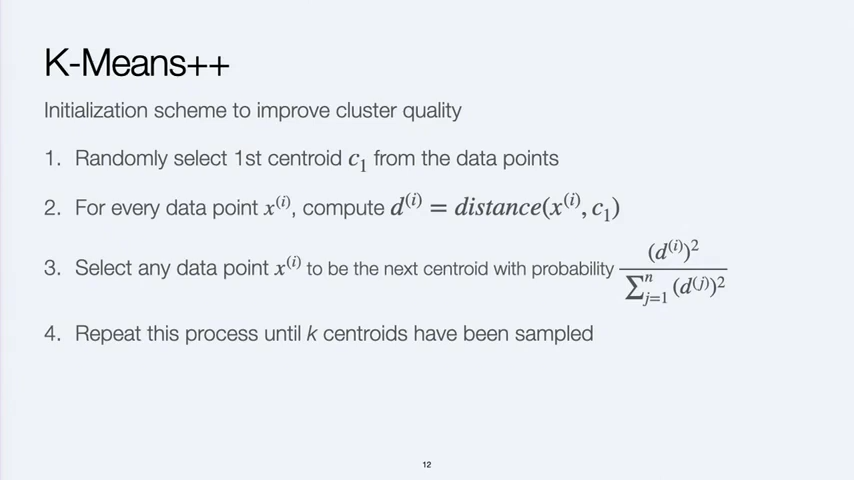 K-Means++
Initialization scheme to improve cluster quality
1. Randomly select 1st centroid c₁ from the data points
2. For every data point x⁽ⁱ⁾, compute d⁽ⁱ⁾ = distance(x⁽ⁱ⁾, c₁)
3. Select any data point x⁽ⁱ⁾ to be the next centroid with probability (d⁽ⁱ⁾)² / ∑ⁿⱼ₌₁ (d⁽ʲ⁾)²
4. Repeat this process until k centroids have been sampled
12